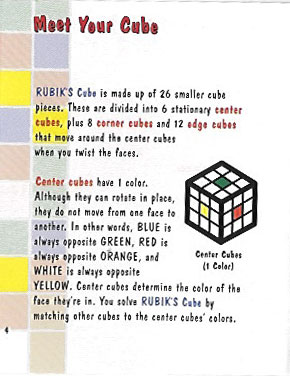 Meet Your Cube
RUBIK'S Cube is made up of 26 smaller cube
pieces. These are divided into 6 stationary center
cubes, plus 8 corner cubes and 12 edge cubes
that move around the center cubes
when you twist the faces.
Center cubes have 1 color.
Although they can rotate in place,
they do not move from one face to
another. In other words, BLUE is
always opposite GREEN, RED is
always opposite ORANGE, and
WHITE is always opposite
YELLOW. Center cubes determine the color of the
face they're in. You solve RUBIK'S Cube by
matching other cubes to the center cubes' colors.
Center Cubes
(1 Color)
4